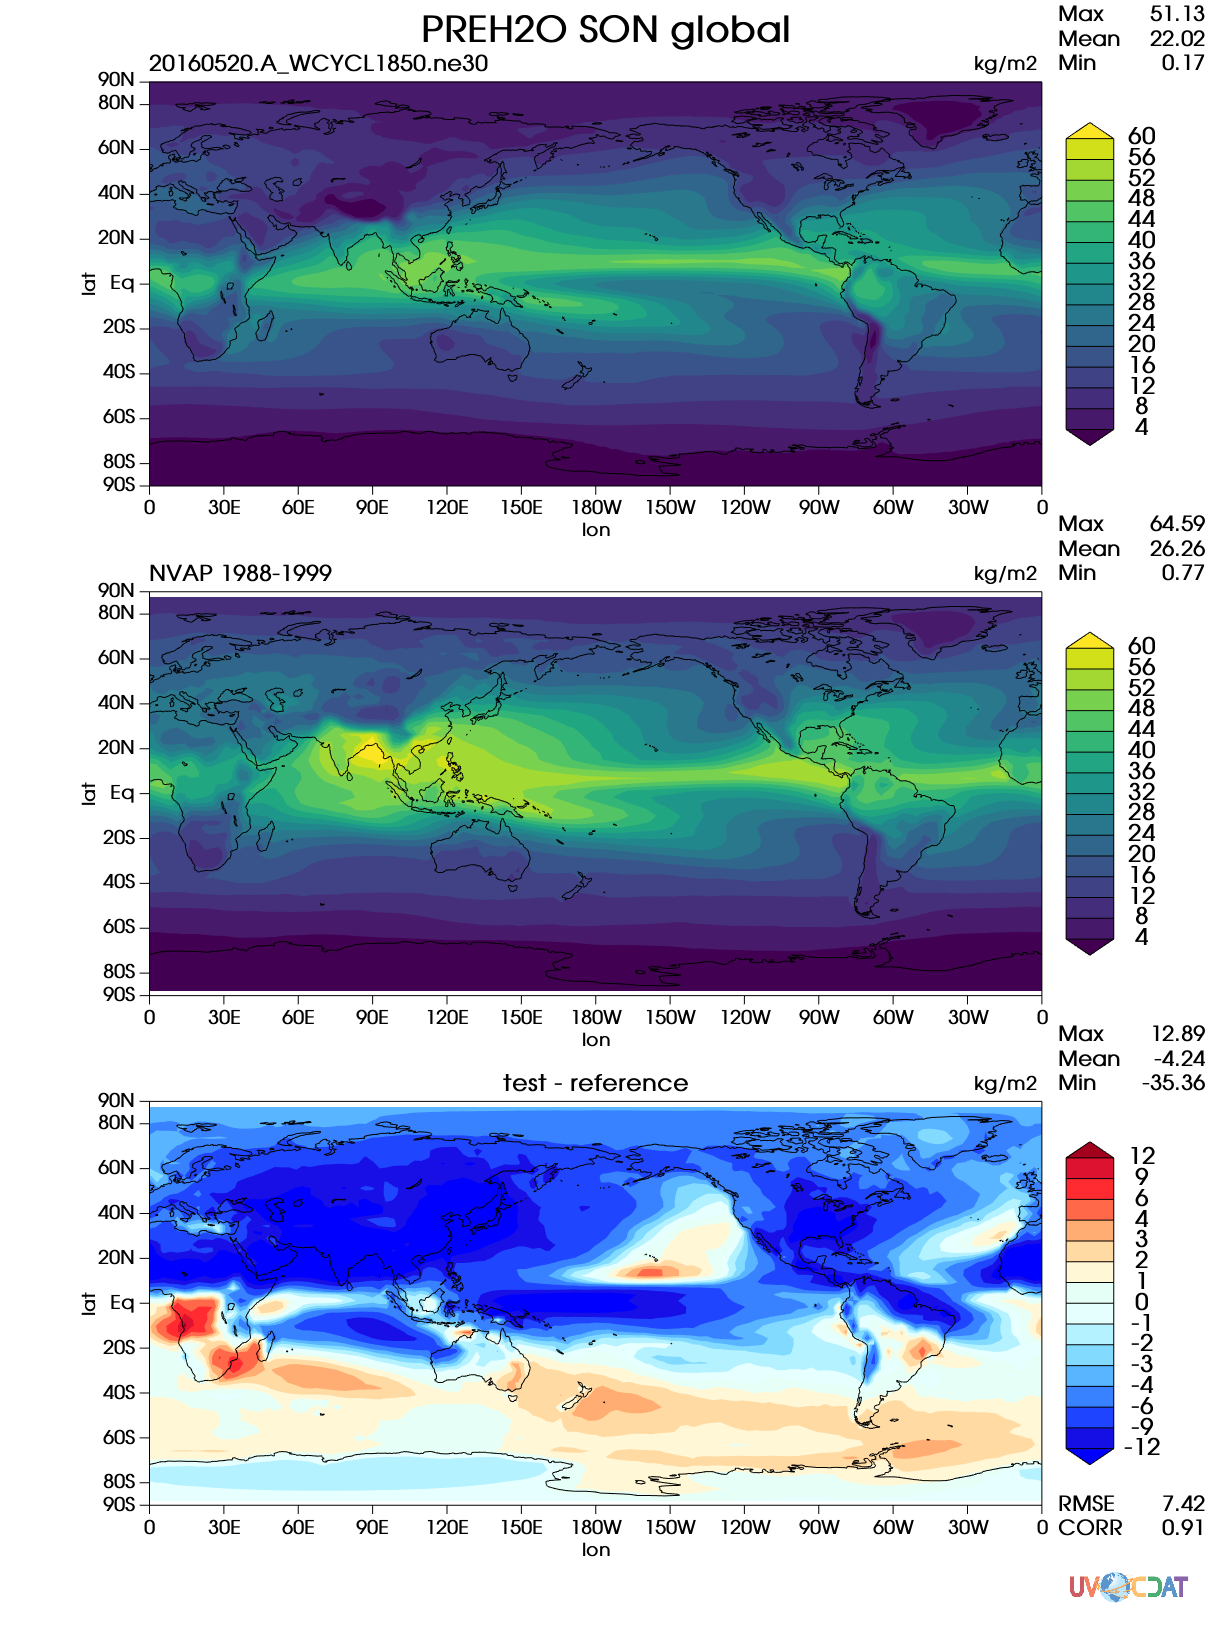 PREH2O SON global
20160520.A_WCYCL1850.ne30
kg/m2
Max 51.13
Mean 22.02
Min 0.17
90N
80N
60N
40N
20N
Eq
20S
40S
60S
80S
90S
lat
0 30E 60E 90E 120E 150E 180W 150W 120W 90W 60W 30W 0
lon
60
56
52
48
44
40
36
32
28
24
20
16
12
8
4
NVAP 1988-1999
kg/m2
Max 64.59
Mean 26.26
Min 0.77
90N
80N
60N
40N
20N
Eq
20S
40S
60S
80S
90S
lat
0 30E 60E 90E 120E 150E 180W 150W 120W 90W 60W 30W 0
lon
60
56
52
48
44
40
36
32
28
24
20
16
12
8
4
test - reference
kg/m2
Max 12.89
Mean -4.24
Min -35.36
90N
80N
60N
40N
20N
Eq
20S
40S
60S
80S
90S
lat
0 30E 60E 90E 120E 150E 180W 150W 120W 90W 60W 30W 0
lon
12
9
6
4
3
2
1
0
-1
-2
-3
-4
-6
-9
-12
RMSE 7.42
CORR 0.91
UV CDAT